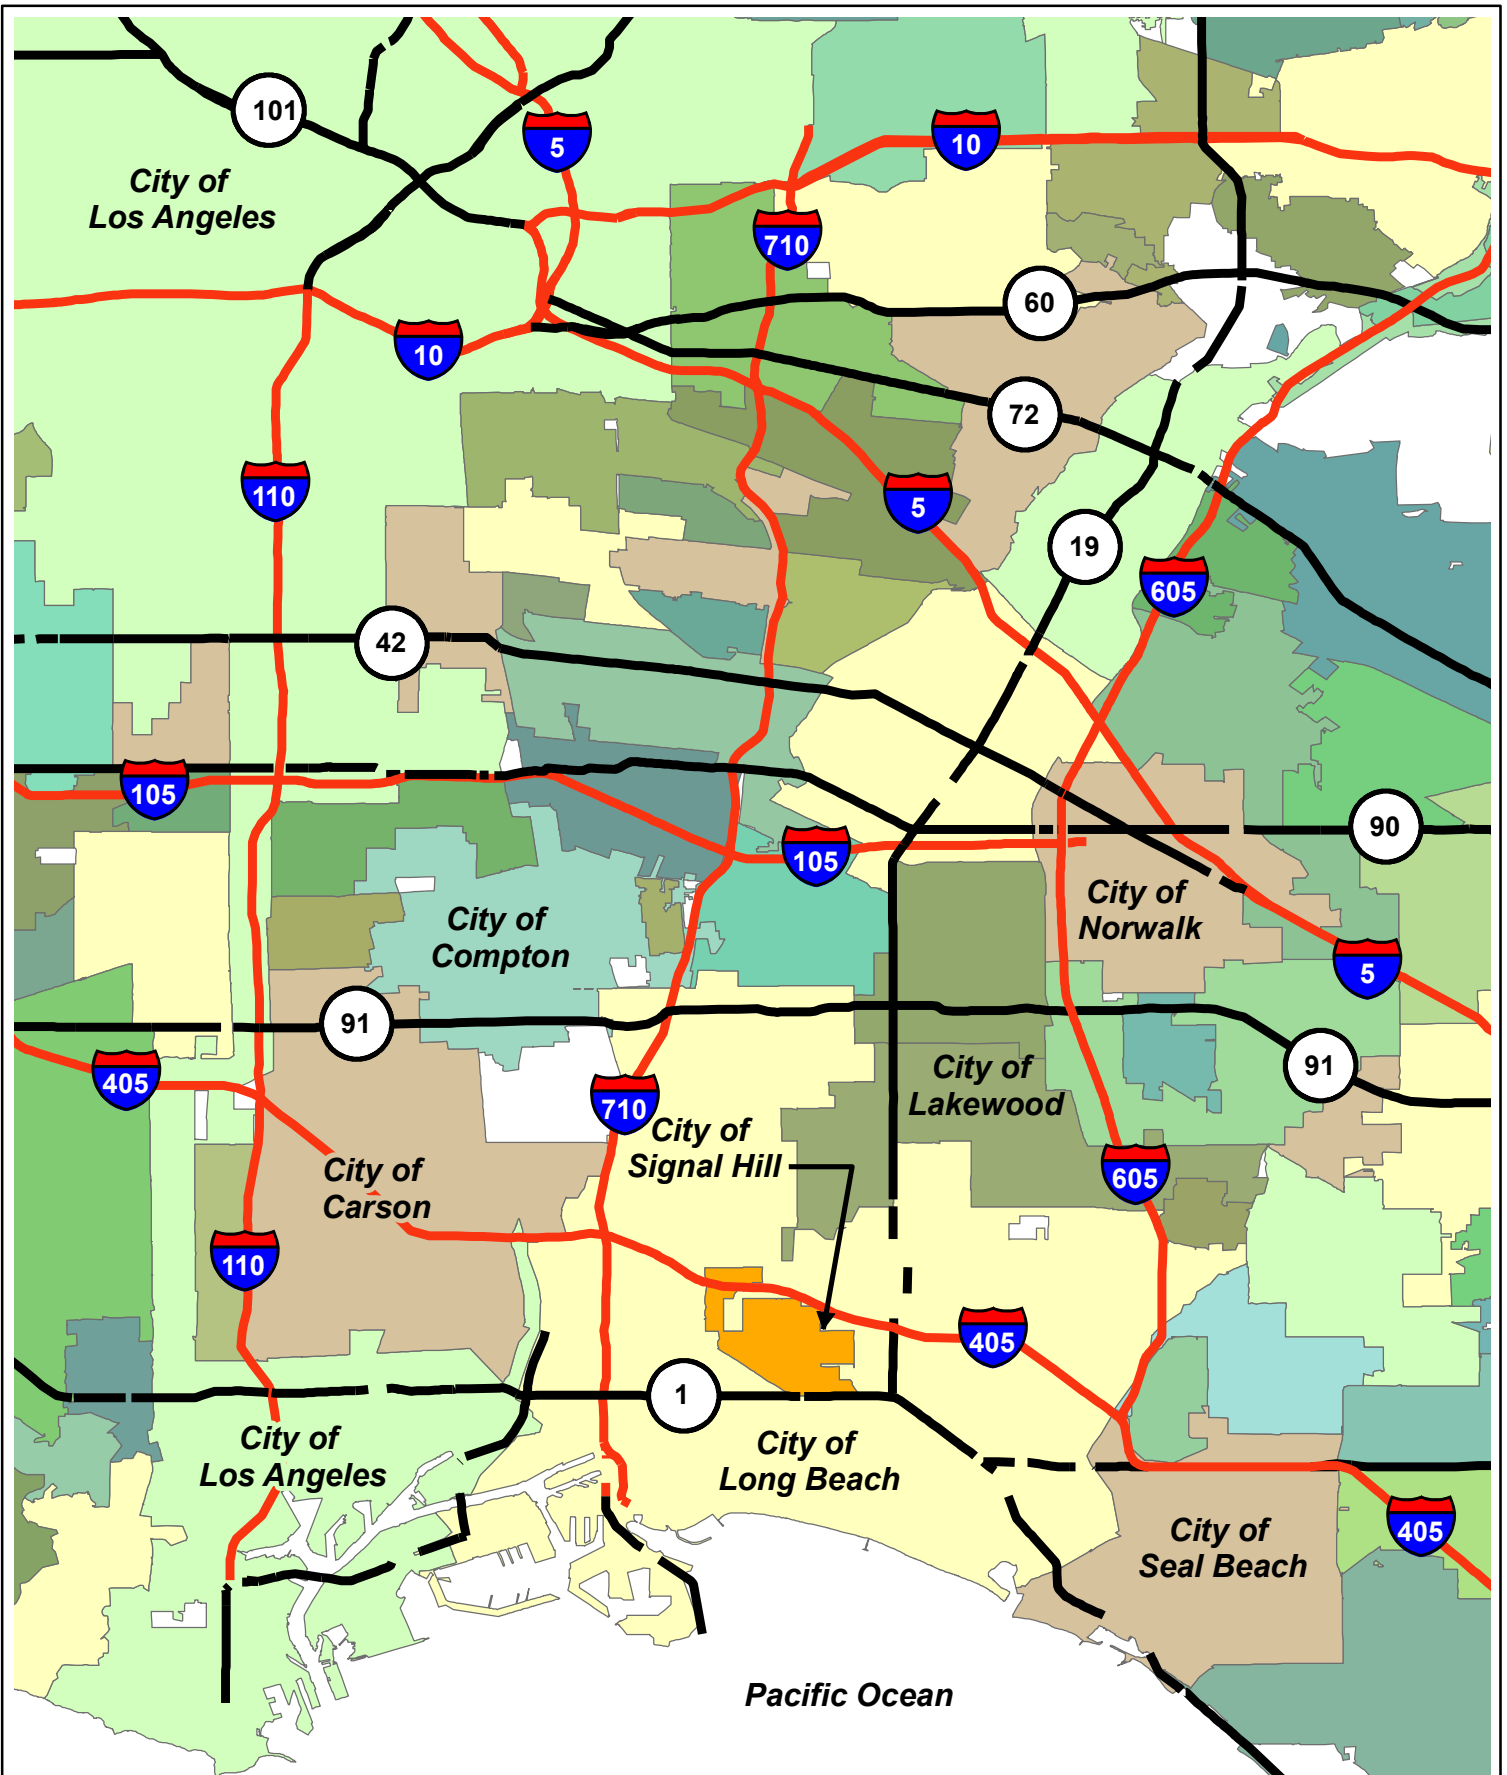 101
5
10
City of
Los Angeles
710
60
10
72
110
5
19
605
42
105
90
105
City of
Norwalk
City of
Compton
5
91
City of
Lakewood
91
405
710
City of
Signal Hill
605
City of
Carson
110
405
1
City of
Los Angeles
City of
Long Beach
405
City of
Seal Beach
Pacific Ocean